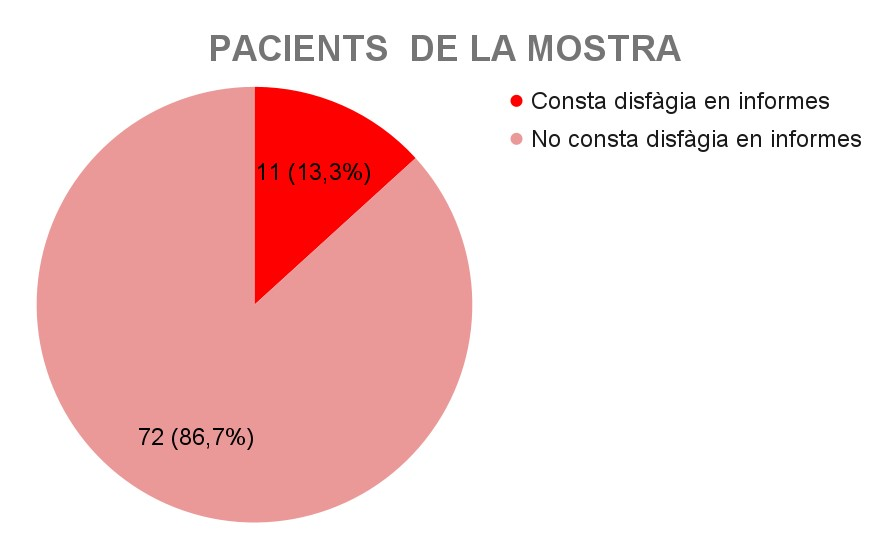 PACIENTS  DE LA MOSTRA
Consta disfàgia en informes
No consta disfàgia en informes
11 (13,3%)
72 (86,7%)